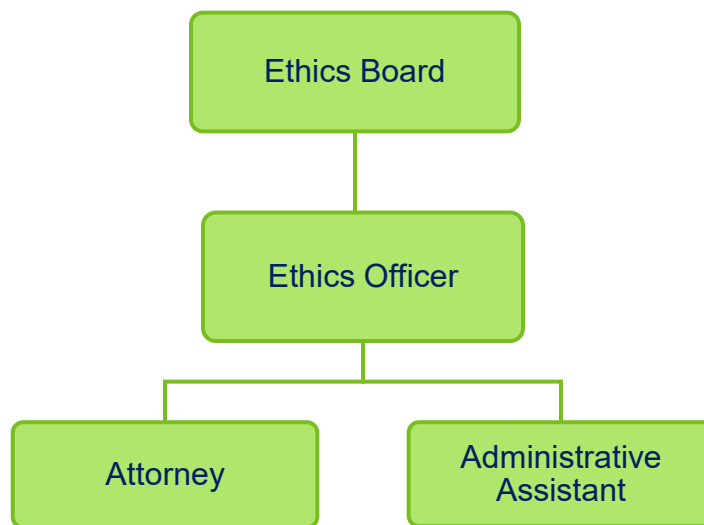 Ethics Board
Ethics Officer
Attorney
Administrative
Assistant